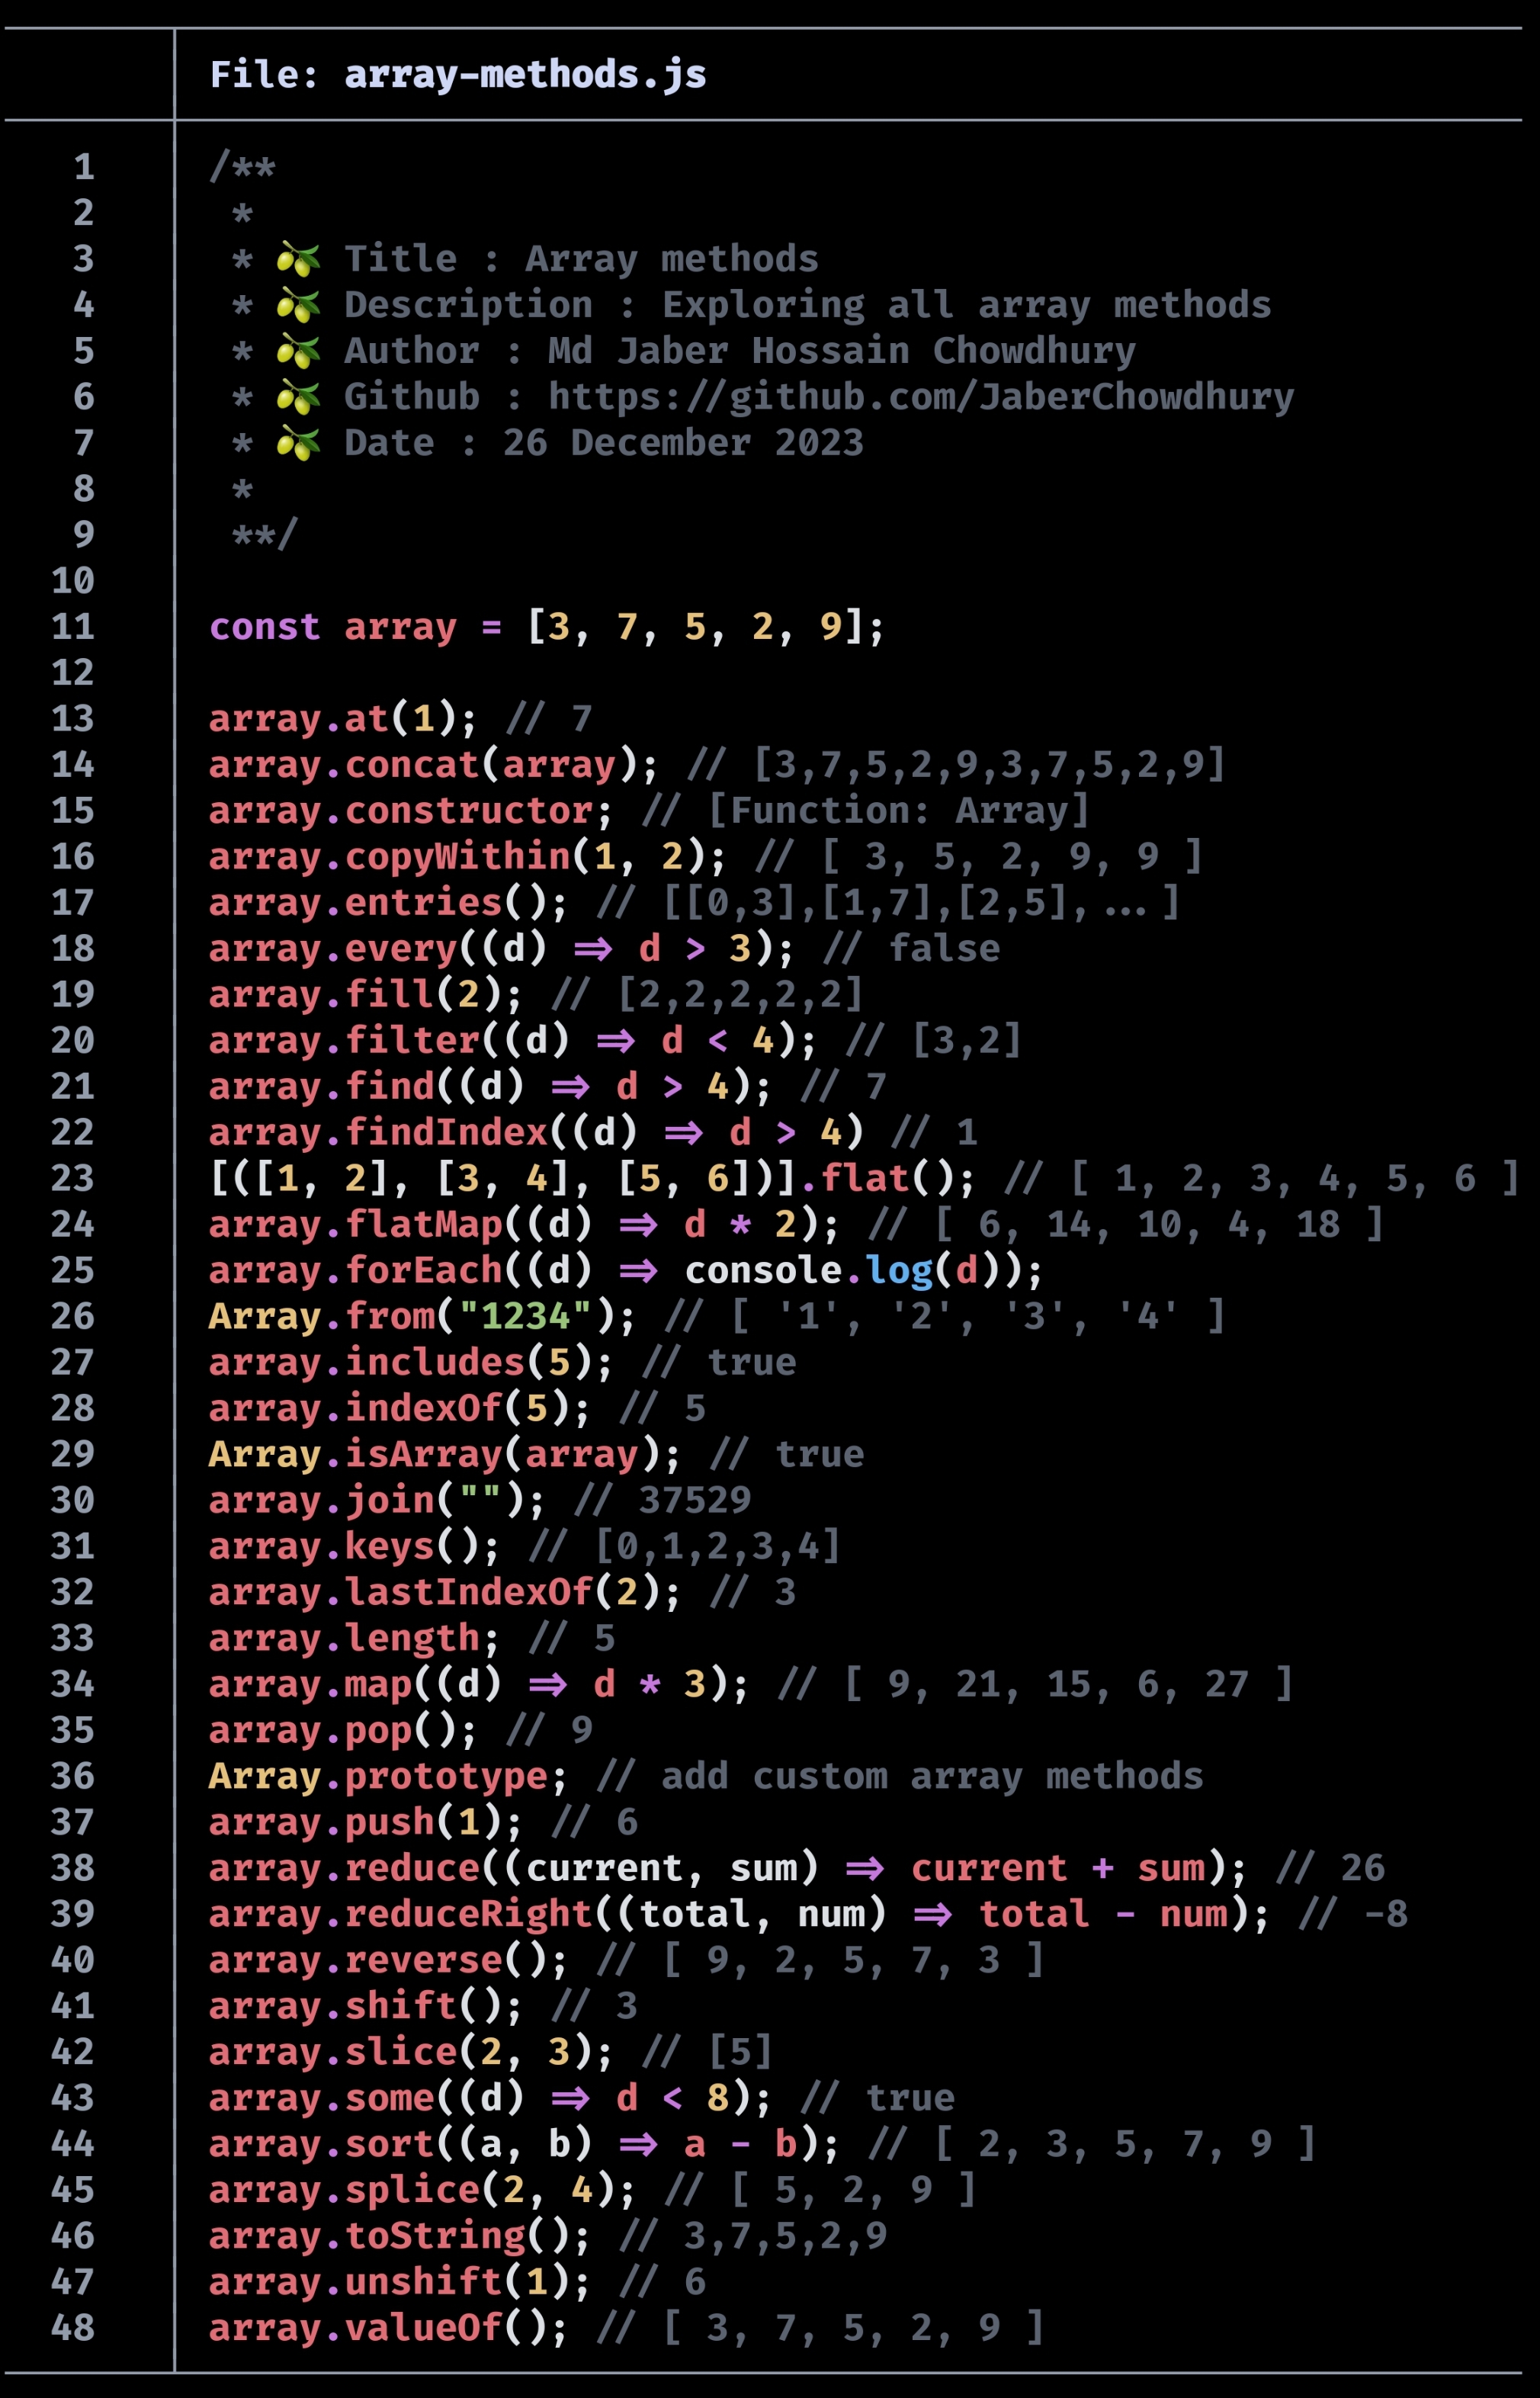 File: array-methods.js
1 /**
2  *
3  * 🫒 Title : Array methods
4  * 🫒 Description : Exploring all array methods
5  * 🫒 Author : Md Jaber Hossain Chowdhury
6  * 🫒 Github : https://github.com/JaberChowdhury
7  * 🫒 Date : 26 December 2023
8  *
9  **/
10
11 const array = [3, 7, 5, 2, 9];
12
13 array.at(1); // 7
14 array.concat(array); // [3,7,5,2,9,3,7,5,2,9]
15 array.constructor; // [Function: Array]
16 array.copyWithin(1, 2); // [ 3, 5, 2, 9, 9 ]
17 array.entries(); // [[0,3],[1,7],[2,5],...]
18 array.every((d) => d > 3); // false
19 array.fill(2); // [2,2,2,2,2]
20 array.filter((d) => d < 4); // [3,2]
21 array.find((d) => d > 4); // 7
22 array.findIndex((d) => d > 4) // 1
23 [([1, 2], [3, 4], [5, 6])].flat(); // [ 1, 2, 3, 4, 5, 6 ]
24 array.flatMap((d) => d * 2); // [ 6, 14, 10, 4, 18 ]
25 array.forEach((d) => console.log(d));
26 Array.from("1234"); // [ '1', '2', '3', '4' ]
27 array.includes(5); // true
28 array.indexOf(5); // 5
29 Array.isArray(array); // true
30 array.join(""); // 37529
31 array.keys(); // [0,1,2,3,4]
32 array.lastIndexOf(2); // 3
33 array.length; // 5
34 array.map((d) => d * 3); // [ 9, 21, 15, 6, 27 ]
35 array.pop(); // 9
36 Array.prototype; // add custom array methods
37 array.push(1); // 6
38 array.reduce((current, sum) => current + sum); // 26
39 array.reduceRight((total, num) => total - num); // -8
40 array.reverse(); // [ 9, 2, 5, 7, 3 ]
41 array.shift(); // 3
42 array.slice(2, 3); // [5]
43 array.some((d) => d < 8); // true
44 array.sort((a, b) => a - b); // [ 2, 3, 5, 7, 9 ]
45 array.splice(2, 4); // [ 5, 2, 9 ]
46 array.toString(); // 3,7,5,2,9
47 array.unshift(1); // 6
48 array.valueOf(); // [ 3, 7, 5, 2, 9 ]